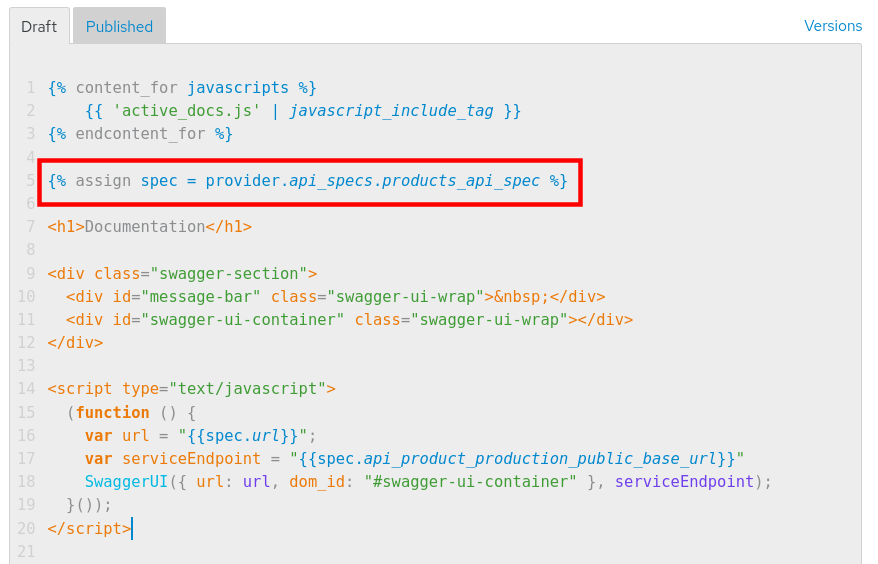 Draft Published Versions
1 {% content_for javascripts %}
2     {{ 'active_docs.js' | javascript_include_tag }}
3 {% endcontent_for %}
4
5 {% assign spec = provider.api_specs.products_api_spec %}
6
7 <h1>Documentation</h1>
8
9 <div class="swagger-section">
10   <div id="message-bar" class="swagger-ui-wrap">&nbsp;</div>
11   <div id="swagger-ui-container" class="swagger-ui-wrap"></div>
12 </div>
13
14 <script type="text/javascript">
15   (function () {
16     var url = "{{spec.url}}";
17     var serviceEndpoint = "{{spec.api_product_production_public_base_url}}"
18     SwaggerUI({ url: url, dom_id: "#swagger-ui-container" }, serviceEndpoint);
19   }());
20 </script>
21